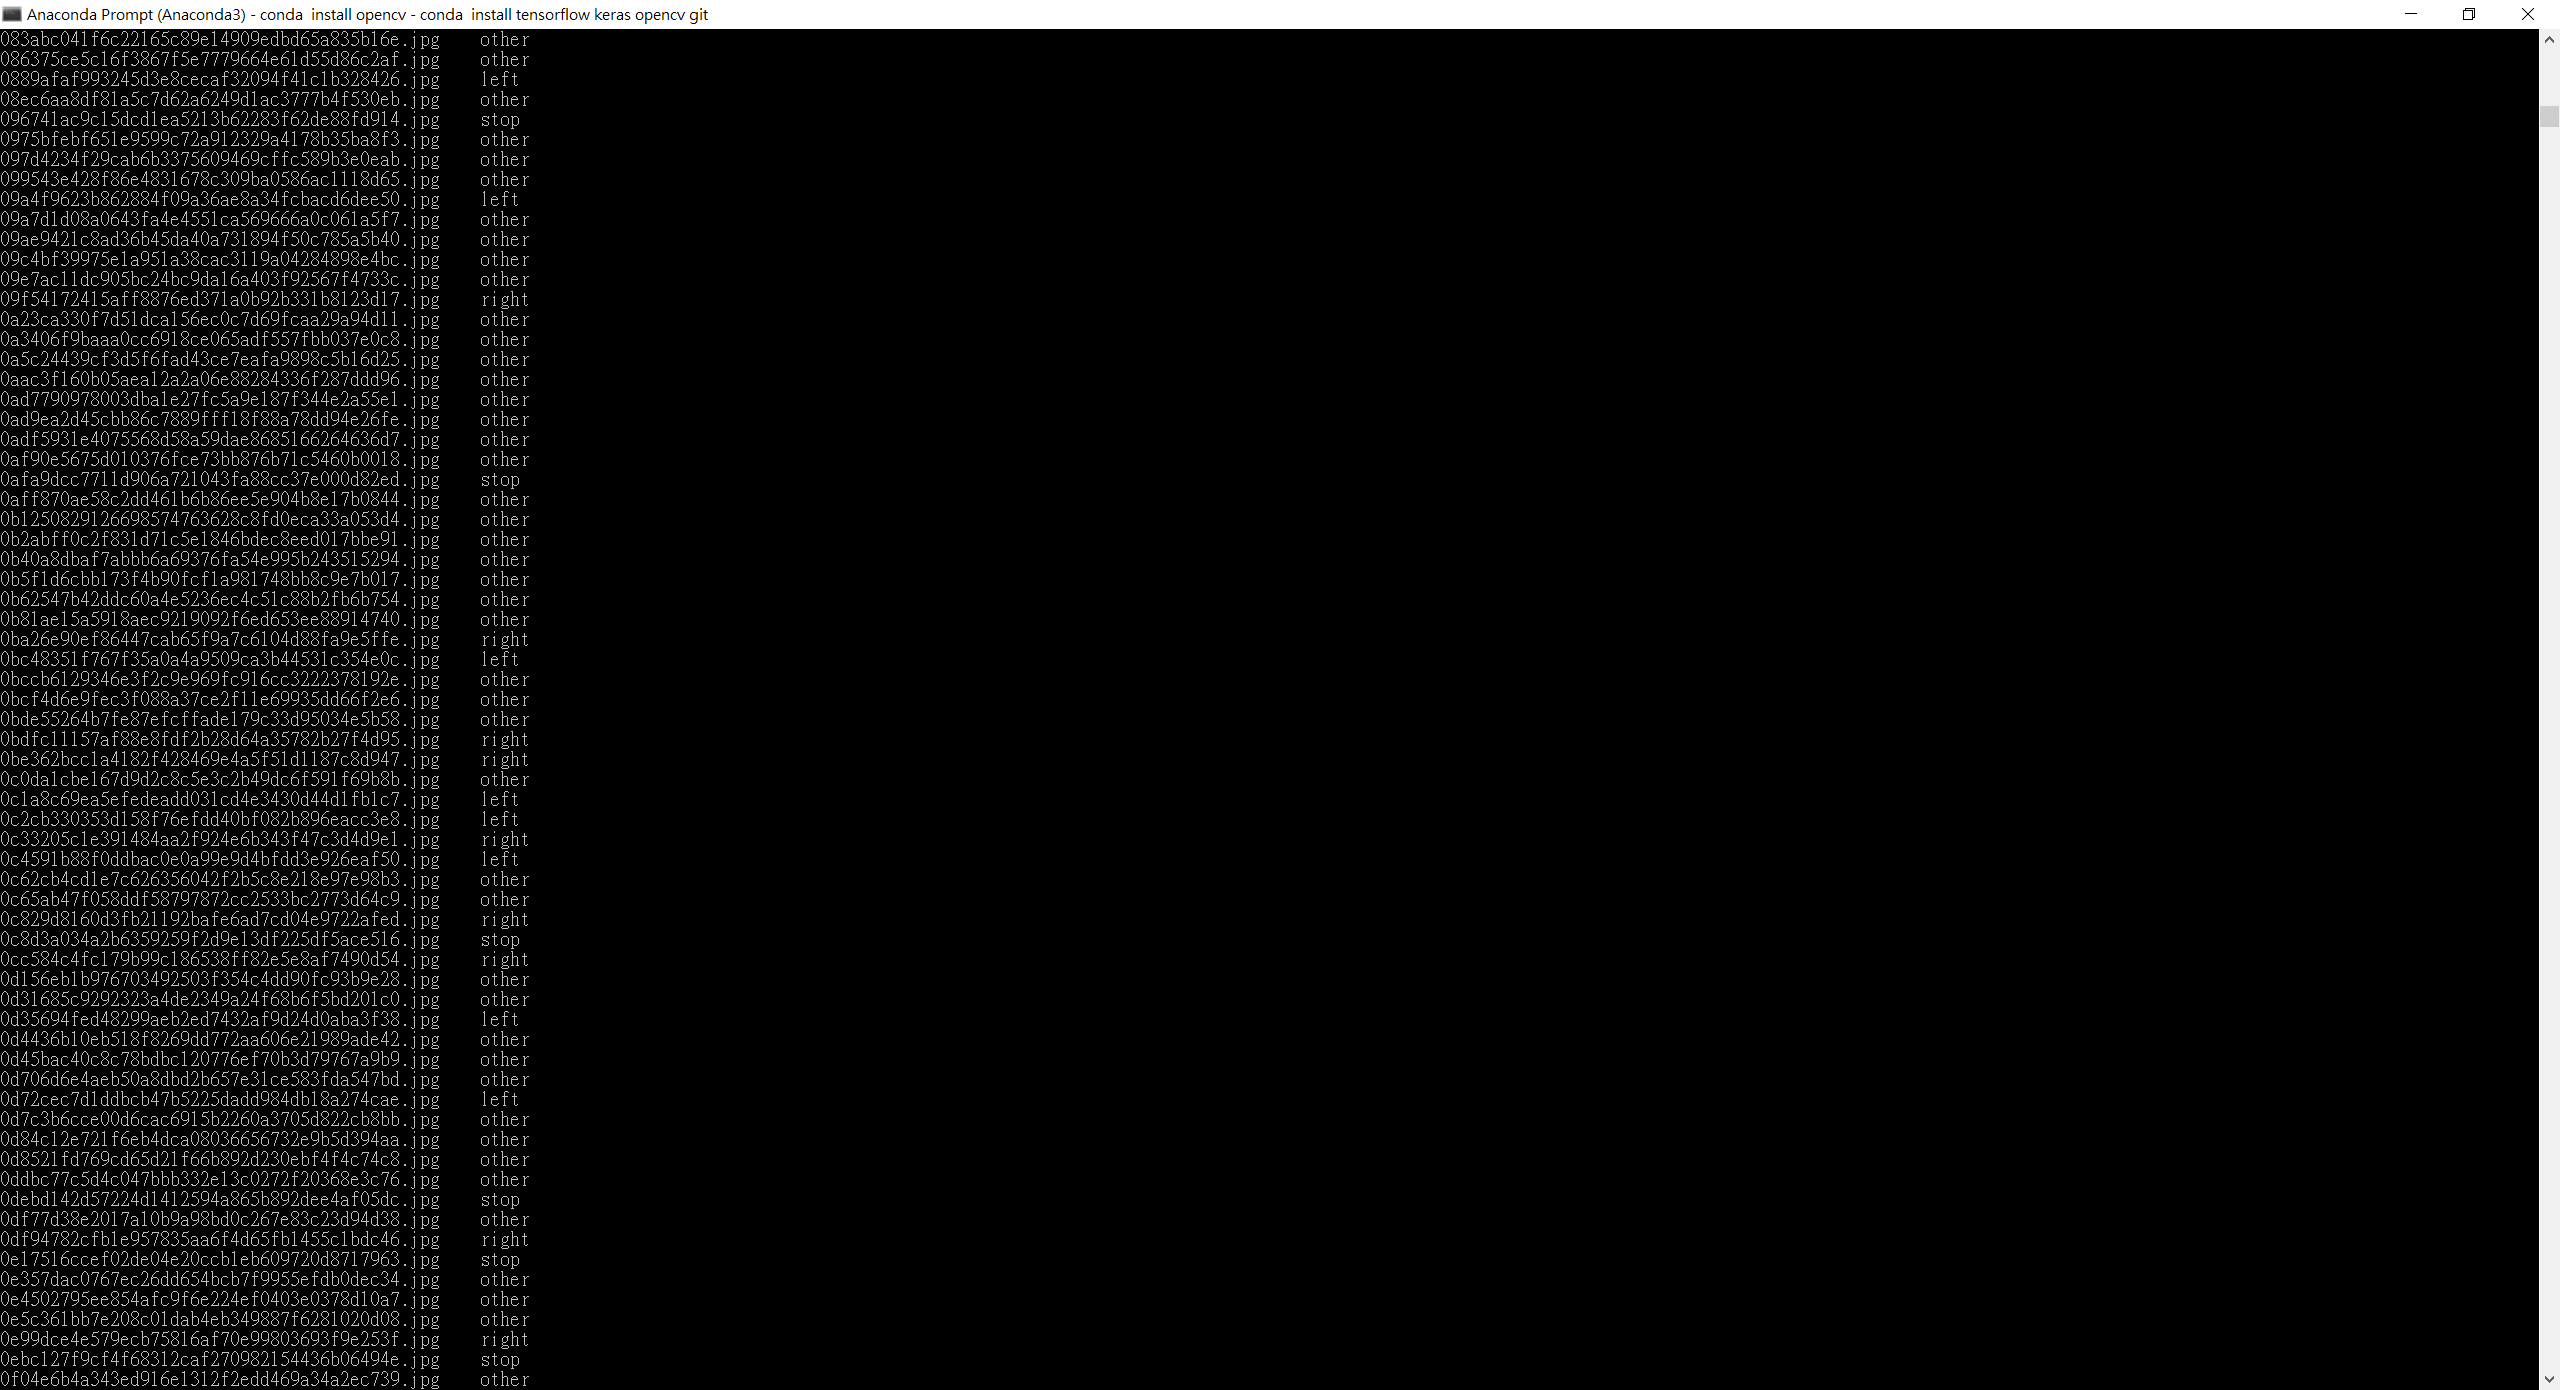 Anaconda Prompt (Anaconda3) - conda  install opencv - conda  install tensorflow keras opencv git
083abc041f6c22165c89e14909edbd65a835b16e.jpg    other
086375ce5c16f3867f5e7779664e61d55d86c2af.jpg    other
0889afaf993245d3e8cecaf32094f41c1b328426.jpg    left
08ec6aa8df81a5c7d62a6249d1ac3777b4f530eb.jpg    other
096741ac9c15dcd1ea5213b62283f62de88fd914.jpg    stop
0975bfebf651e9599c72a912329a4178b35ba8f3.jpg    other
097d4234f29cab6b3375609469cffc589b3e0eab.jpg    other
099543e428f86e4831678c309ba0586ac1118d65.jpg    other
09a4f9623b862884f09a36ae8a34fcbacd6dee50.jpg    left
09a7d1d08a0643fa4e4551ca569666a0c061a5f7.jpg    other
09ae9421c8ad36b45da40a731894f50c785a5b40.jpg    other
09c4bf39975e1a951a38cac3119a04284898e4bc.jpg    other
09e7ac11dc905bc24bc9da16a403f92567f4733c.jpg    other
09f54172415aff8876ed371a0b92b331b8123d17.jpg    right
0a23ca330f7d51dca156ec0c7d69fcaa29a94d11.jpg    other
0a3406f9baaa0cc6918ce065adf557fbb037e0c8.jpg    other
0a5c24439cf3d5f6fad43ce7eafa9898c5b16d25.jpg    other
0aac3f160b05aea12a2a06e88284336f287ddd96.jpg    other
0ad7790978003dba1e27fc5a9e187f344e2a55e1.jpg    other
0ad9ea2d45cbb86c7889fff18f88a78dd94e26fe.jpg    other
0adf5931e4075568d58a59dae8685166264636d7.jpg    other
0af90e5675d010376fce73bb876b71c5460b0018.jpg    other
0afa9dcc7711d906a721043fa88cc37e000d82ed.jpg    stop
0aff870ae58c2dd461b6b86ee5e904b8e17b0844.jpg    other
0b1250829126698574763628c8fd0eca33a053d4.jpg    other
0b2abff0c2f831d71c5e1846bdec8eed017bbe91.jpg    other
0b40a8dbaf7abbb6a69376fa54e995b243515294.jpg    other
0b5f1d6cbb173f4b90fcf1a981748bb8c9e7b017.jpg    other
0b62547b42ddc60a4e5236ec4c51c88b2fb6b754.jpg    other
0b81ae15a5918aec9219092f6ed653ee88914740.jpg    other
0ba26e90ef86447cab65f9a7c6104d88fa9e5ffe.jpg    right
0bc48351f767f35a0a4a9509ca3b44531c354e0c.jpg    left
0bccb6129346e3f2c9e969fc916cc3222378192e.jpg    other
0bcf4d6e9fec3f088a37ce2f11e69935dd66f2e6.jpg    other
0bde55264b7fe87efcffade179c33d95034e5b58.jpg    other
0bdfc11157af88e8fdf2b28d64a35782b27f4d95.jpg    right
0be362bcc1a4182f428469e4a5f51d1187c8d947.jpg    right
0c0da1cbe167d9d2c8c5e3c2b49dc6f591f69b8b.jpg    other
0c1a8c69ea5efedeadd031cd4e3430d44d1fb1c7.jpg    left
0c2cb330353d158f76efdd40bf082b896eacc3e8.jpg    left
0c33205c1e391484aa2f924e6b343f47c3d4d9e1.jpg    right
0c4591b88f0ddbac0e0a99e9d4bfdd3e926eaf50.jpg    left
0c62cb4cd1e7c626356042f2b5c8e218e97e98b3.jpg    other
0c65ab47f058ddf58797872cc2533bc2773d64c9.jpg    other
0c829d8160d3fb21192bafe6ad7cd04e9722afed.jpg    right
0c8d3a034a2b6359259f2d9e13df225df5ace516.jpg    stop
0cc584c4fc179b99c186538ff82e5e8af7490d54.jpg    right
0d156eb1b976703492503f354c4dd90fc93b9e28.jpg    other
0d31685c9292323a4de2349a24f68b6f5bd201c0.jpg    other
0d35694fed48299aeb2ed7432af9d24d0aba3f38.jpg    left
0d4436b10eb518f8269dd772aa606e21989ade42.jpg    other
0d45bac40c8c78bdbc120776ef70b3d79767a9b9.jpg    other
0d706d6e4aeb50a8dbd2b657e31ce583fda547bd.jpg    other
0d72cec7d1ddbcb47b5225dadd984db18a274cae.jpg    left
0d7c3b6cce00d6cac6915b2260a3705d822cb8bb.jpg    other
0d84c12e721f6eb4dca08036656732e9b5d394aa.jpg    other
0d8521fd769cd65d21f66b892d230ebf4f4c74c8.jpg    other
0ddbc77c5d4c047bbb332e13c0272f20368e3c76.jpg    other
0debd142d57224d1412594a865b892dee4af05dc.jpg    stop
0df77d38e2017a10b9a98bd0c267e83c23d94d38.jpg    other
0df94782cfb1e957835aa6f4d65fb1455c1bdc46.jpg    right
0e17516ccef02de04e20ccb1eb609720d8717963.jpg    stop
0e357dac0767ec26dd654bcb7f9955efdb0dec34.jpg    other
0e4502795ee854afc9f6e224ef0403e0378d10a7.jpg    other
0e5c361bb7e208c01dab4eb349887f6281020d08.jpg    other
0e99dce4e579ecb75816af70e99803693f9e253f.jpg    right
0ebc127f9cf4f68312caf270982154436b06494e.jpg    stop
0f04e6b4a343ed916e1312f2edd469a34a2ec739.jpg    other